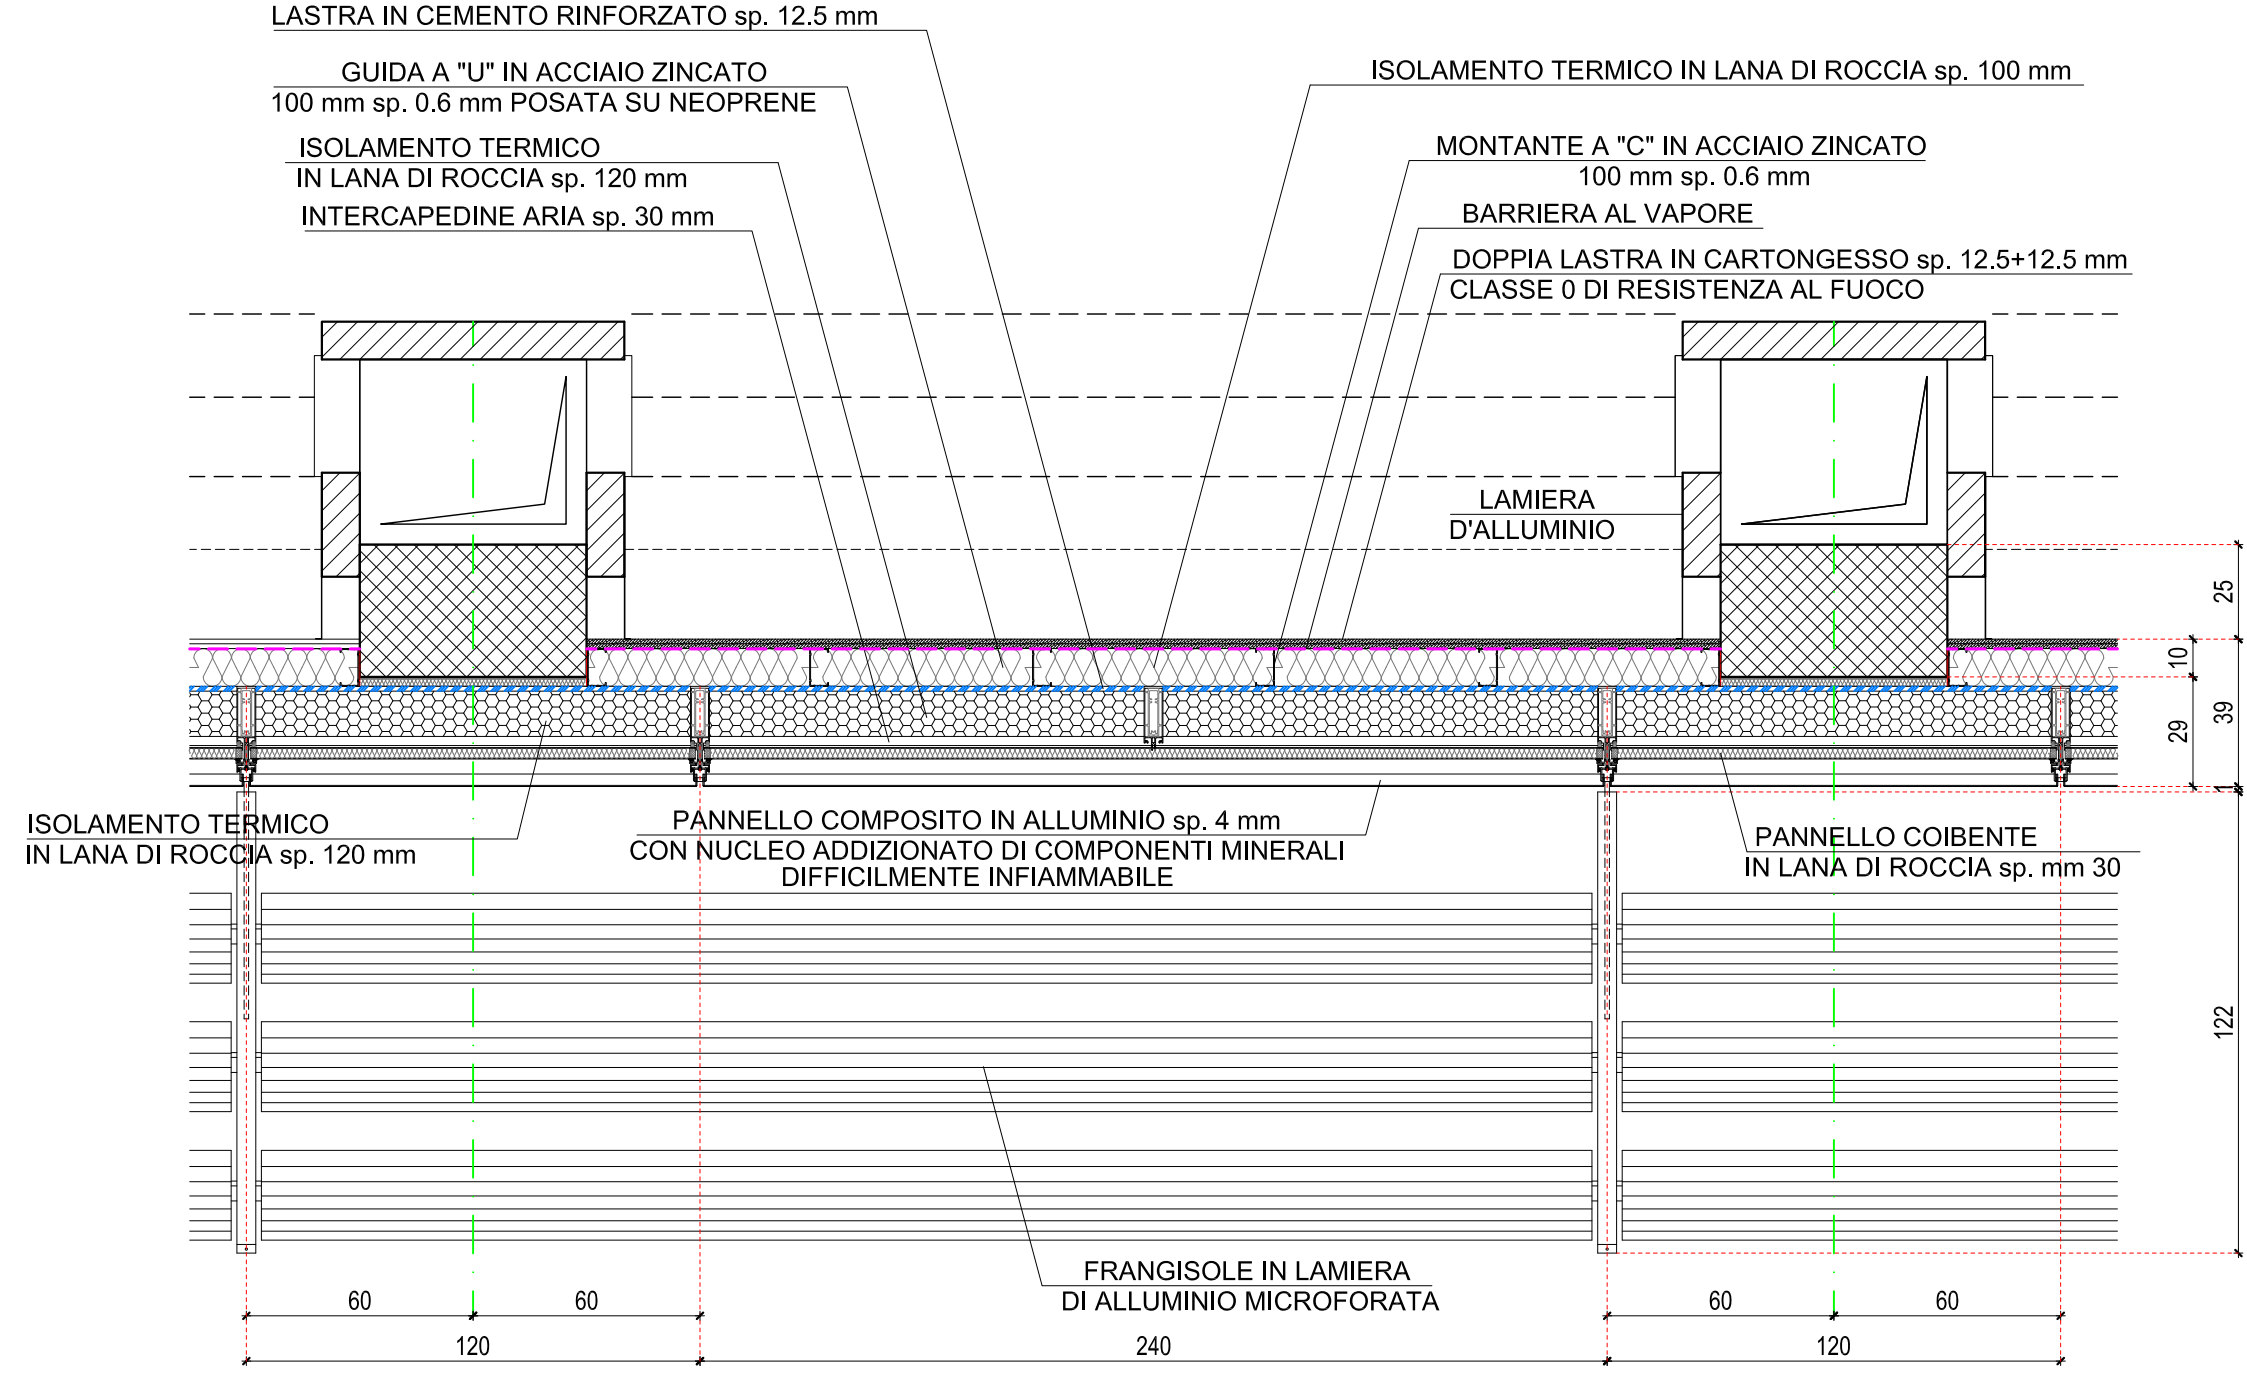 LASTRA IN CEMENTO RINFORZATO sp. 12.5 mm
GUIDA A "U" IN ACCIAIO ZINCATO
100 mm sp. 0.6 mm POSATA SU NEOPRENE
ISOLAMENTO TERMICO
IN LANA DI ROCCIA sp. 120 mm
INTERCAPEDINE ARIA sp. 30 mm
ISOLAMENTO TERMICO IN LANA DI ROCCIA sp. 100 mm
MONTANTE A "C" IN ACCIAIO ZINCATO
100 mm sp. 0.6 mm
BARRIERA AL VAPORE
DOPPIA LASTRA IN CARTONGESSO sp. 12.5+12.5 mm
CLASSE 0 DI RESISTENZA AL FUOCO
LAMIERA
D'ALLUMINIO
25
10
39
29
1
122
ISOLAMENTO TERMICO
IN LANA DI ROCCIA sp. 120 mm
PANNELLO COMPOSITO IN ALLUMINIO sp. 4 mm
CON NUCLEO ADDIZIONATO DI COMPONENTI MINERALI
DIFFICILMENTE INFIAMMABILE
PANNELLO COIBENTE
IN LANA DI ROCCIA sp. mm 30
FRANGISOLE IN LAMIERA
DI ALLUMINIO MICROFORATA
60
60
60
60
120
240
120